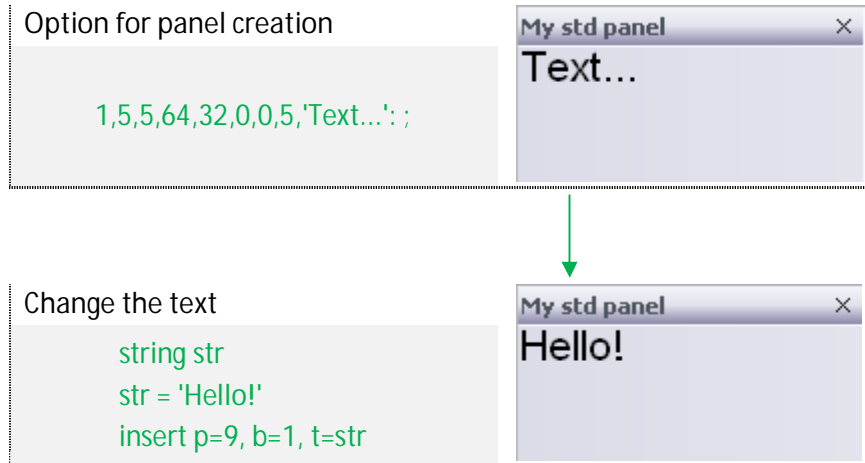 Option for panel creation
1,5,5,64,32,0,0,5,'Text...': ;
My std panel
Text...
Change the text
string str
str = 'Hello!'
insert p=9, b=1, t=str
My std panel
Hello!